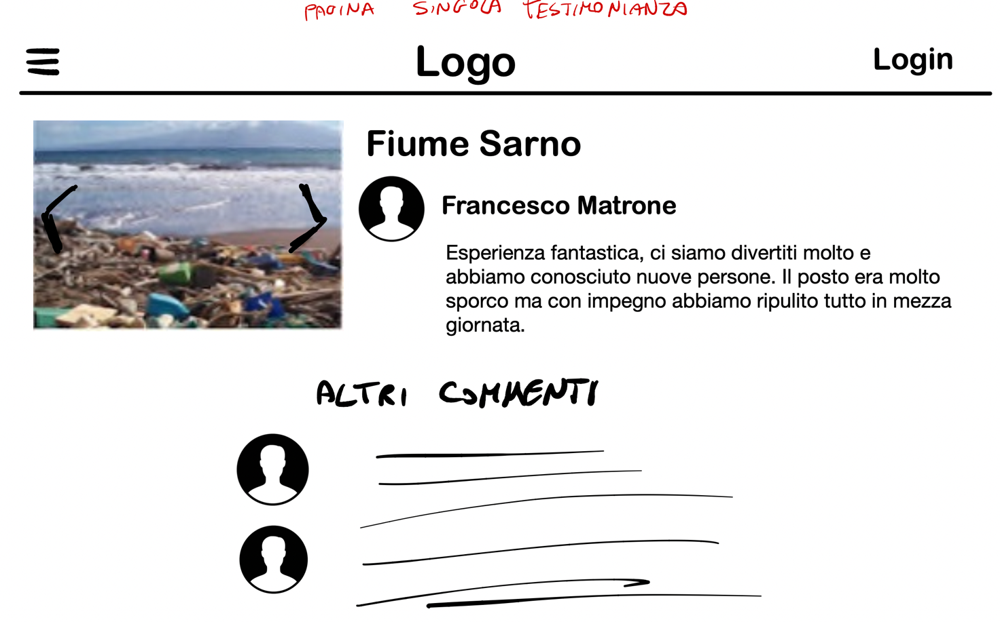 PAGINA SINGOLA TESTIMONIANZA
Logo
Login
Fiume Sarno
Francesco Matrone
Esperienza fantastica, ci siamo divertiti molto e
abbiamo conosciuto nuove persone. Il posto era molto
sporco ma con impegno abbiamo ripulito tutto in mezza
giornata.
ALTRI COMMENTI